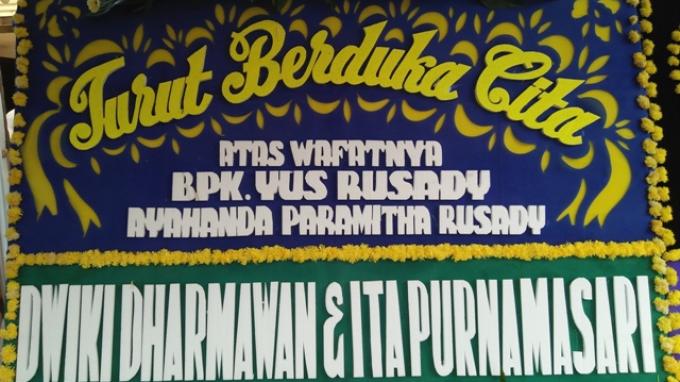 Turut Berduka Cita
ATAS WAFATNYA
BPK. YUS RUSADY
AYAHANDA PARAMITHA RUSADY
DWIKI DHARMAWAN & ITA PURNAMASARI